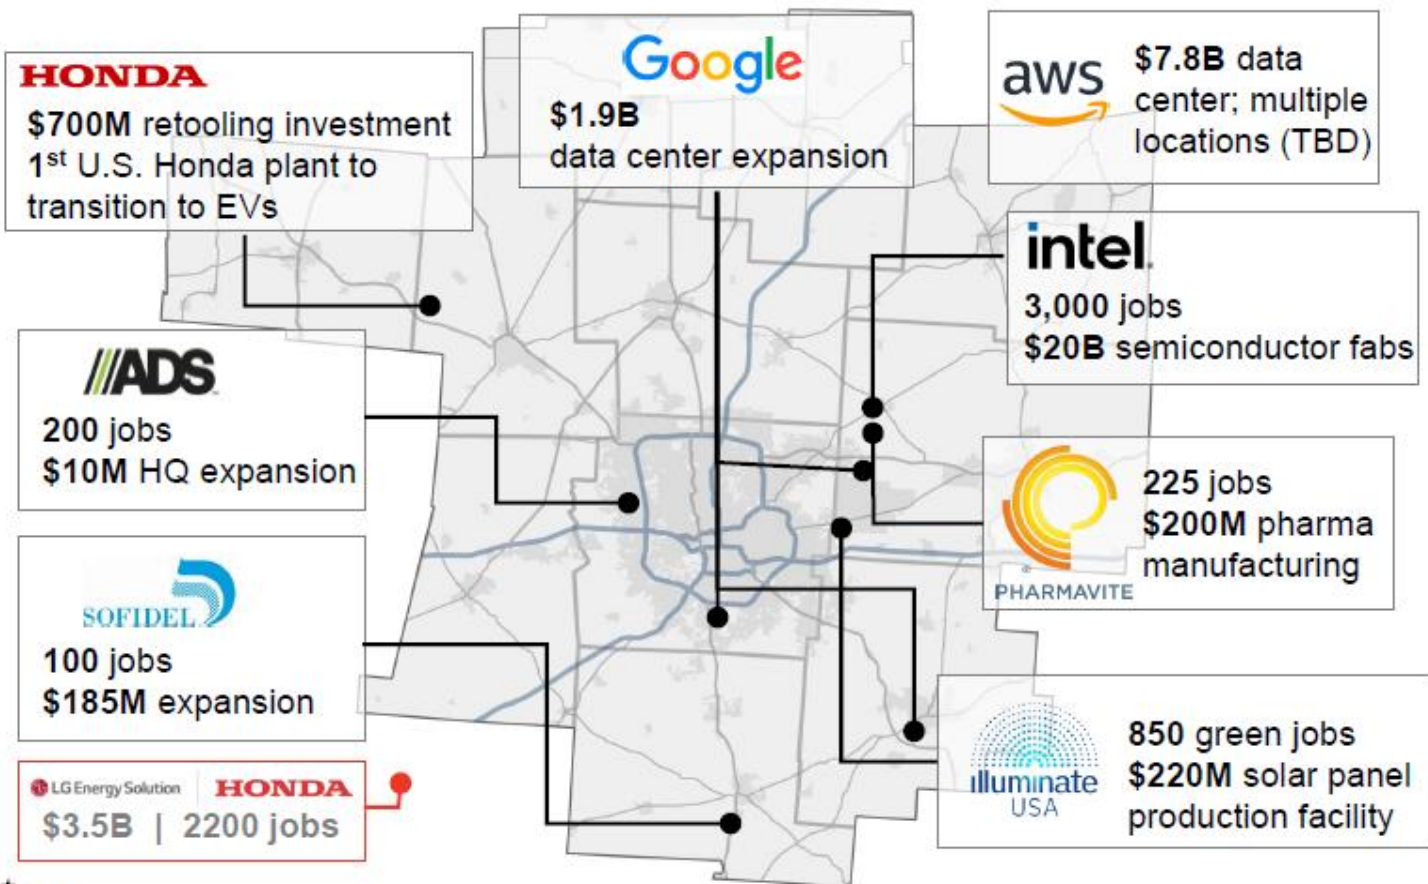 HONDA
$700M retooling investment
1st U.S. Honda plant to
transition to EVs
Google
$1.9B
data center expansion
aws
$7.8B data
center; multiple
locations (TBD)
intel.
3,000 jobs
$20B semiconductor fabs
ADS
200 jobs
$10M HQ expansion
PHARMAVITE
225 jobs
$200M pharma
manufacturing
SOFIDEL
100 jobs
$185M expansion
illuminate
USA
850 green jobs
$220M solar panel
production facility
LG Energy Solution | HONDA
$3.5B | 2200 jobs